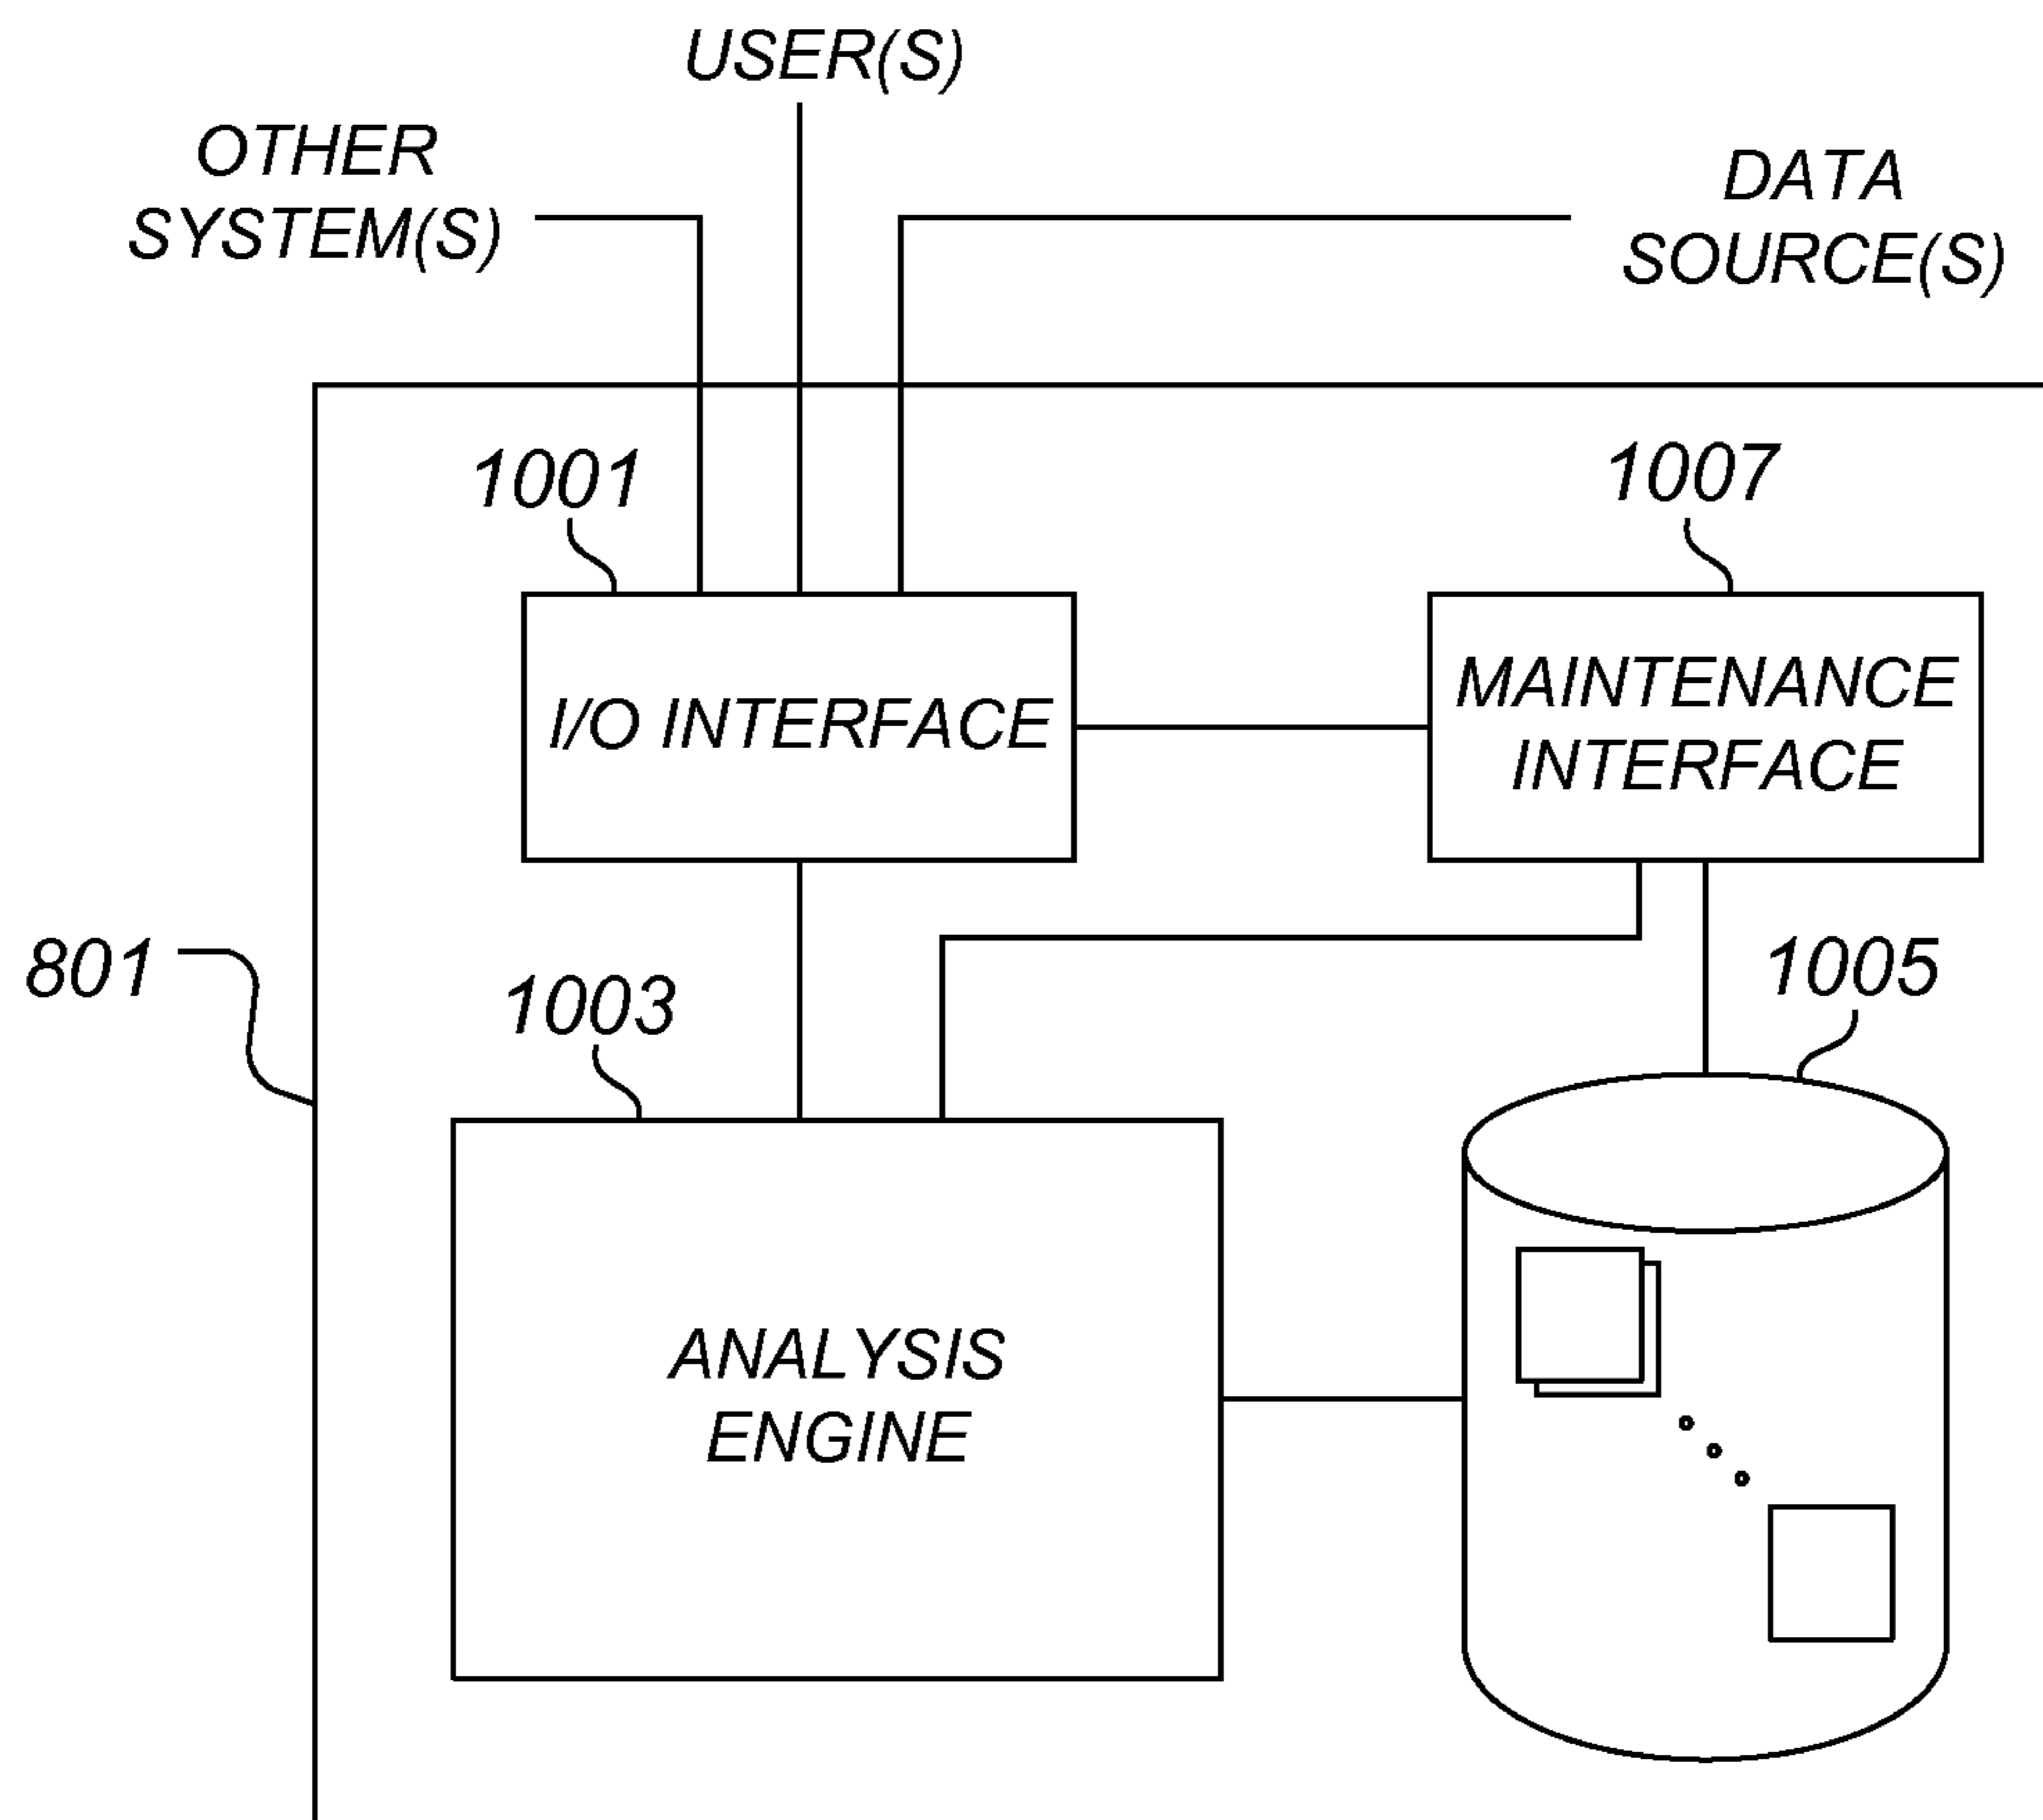 USER(S)
OTHER
SYSTEM(S)
DATA
SOURCE(S)
1001
1007
I/O INTERFACE
MAINTENANCE
INTERFACE
801
1003
1005
ANALYSIS
ENGINE